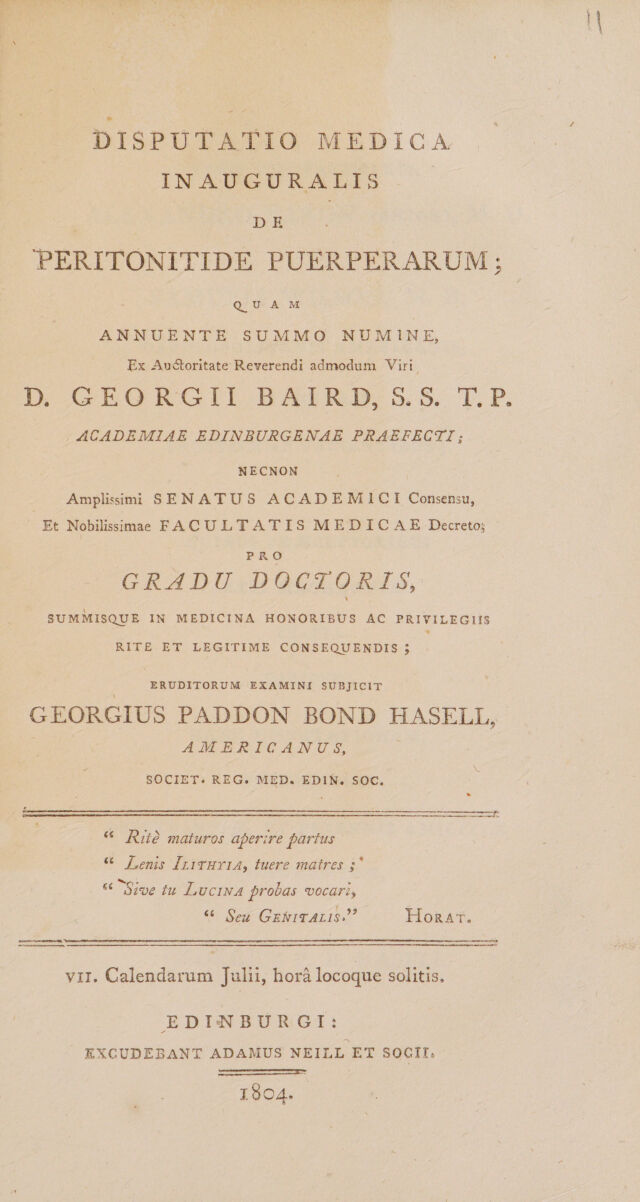 11
DISPUTATIO MEDICA
INAUGURALIS
DE
PERITONITIDE PUERPERARUM;
QUAM
ANNUENTE SUMMO NUMINE,
Ex Auctoritate Reverendi admodum Viri
D. GEORGII BAIRD, S. S. T. P.
ACADEMIAE EDINBURGENAE PRAEFECTI;
NECNON
Amplissimi SENATUS ACADEMICI Consensu,
Et Nobilissimae FACULTATIS MEDICAE Decreto;
PRO
GRADU DOCTORIS,
SUMMISQUE IN MEDICINA HONORIBUS AC PRIVILEGIIS
RITE ET LEGITIME CONSEQUENDIS;
ERUDITORUM EXAMINI SUBJICIT
GEORGIUS PADDON BOND HASELL,
AMERICANUS,
SOCIET. REG. MED. EDIN. SOC.
“ Ritè maturos aperire partus
“ Lenis ILITHYIA, tuere matres;
“ Sive tu LUCINA probas vocari,
“ Seu GENITALIS.” HORAT.
VII. Calendarum Julii, horâ locoque solitis.
EDINBURGI:
EXCUDEBANT ADAMUS NEILL ET SOCII.
1804.